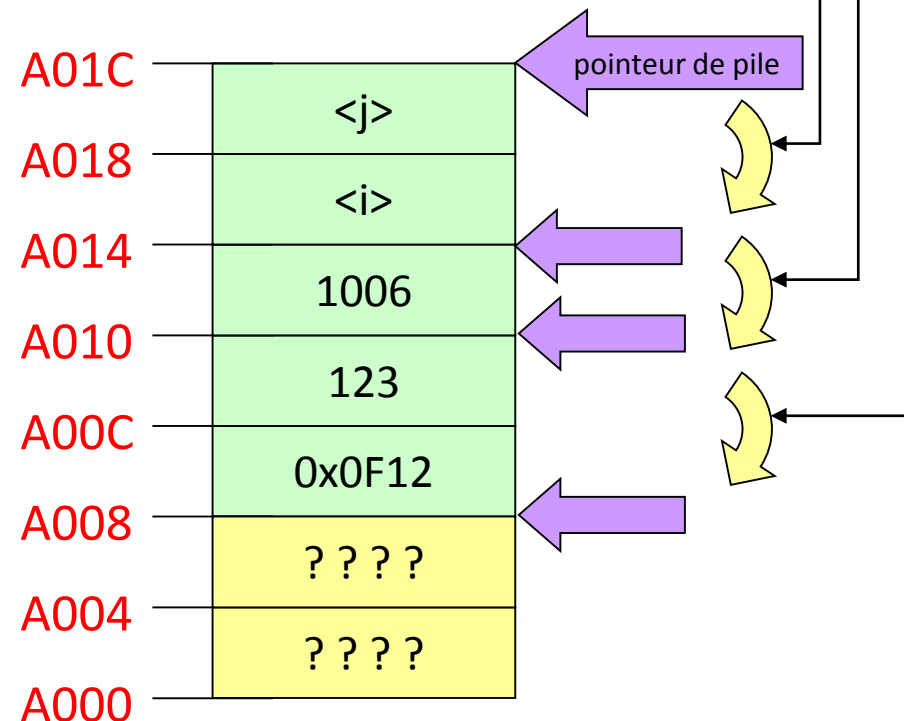 A01C
pointeur de pile
<j>
A018
<i>
A014
1006
A010
123
A00C
0x0F12
A008
? ? ? ?
A004
? ? ? ?
A000